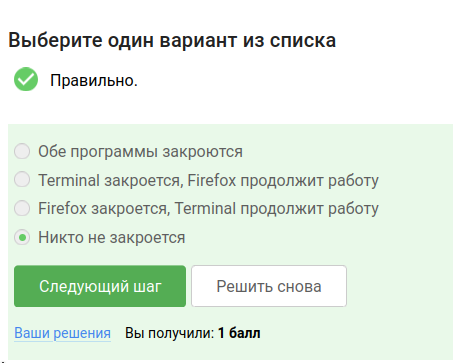 Выберите один вариант из списка
Правильно.
Обе программы закроются
Terminal закроется, Firefox продолжит работу
Firefox закроется, Terminal продолжит работу
Никто не закроется
Следующий шаг Решить снова
Ваши решения Вы получили: 1 балл